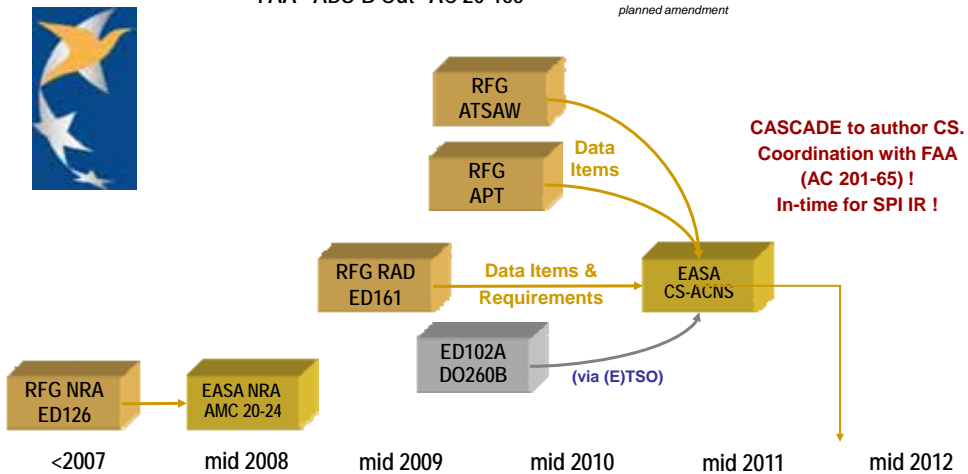 planned amendment
RFG
ATSAW
Data
Items
RFG
APT
CASCADE to author CS.
Coordination with FAA
(AC 201-65) !
In-time for SPI IR !
RFG RAD
ED161
Data Items &
Requirements
EASA
CS-ACNS
ED102A
DO260B
(via (E)TSO)
RFG NRA
ED126
EASA NRA
AMC 20-24
<2007
mid 2008
mid 2009
mid 2010
mid 2011
mid 2012